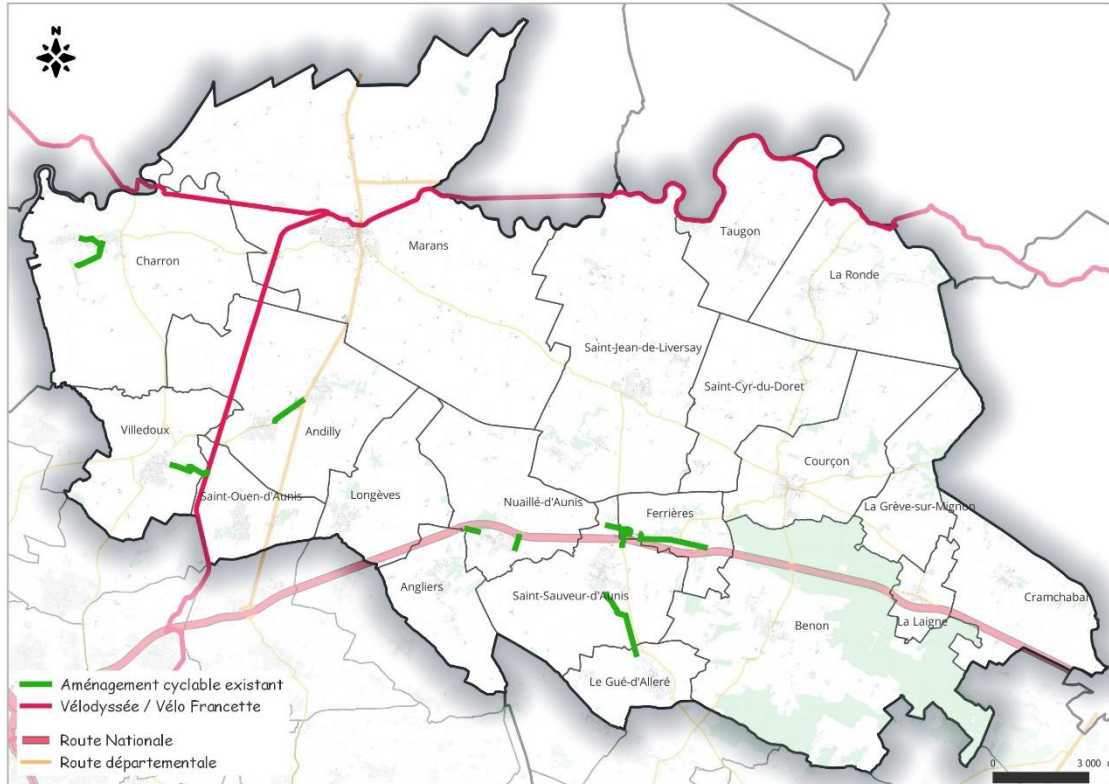 N
Marans
Taugon
Charron
La Ronde
Saint-Jean-de-Liversay
Saint-Cyr-du-Doret
Villedoux
Andilly
Courçon
Saint-Ouen-d'Aunis
Longèves
Nuaillé-d'Aunis
La Grève-sur-Mignon
Ferrières
Angliers
Saint-Sauveur-d'Aunis
Cramchaban
Benon
La Laigne
Le Gué-d'Alleré
Aménagement cyclable existant
Vélodyssée / Vélo Francette
Route Nationale
Route départementale
0 3 000 m